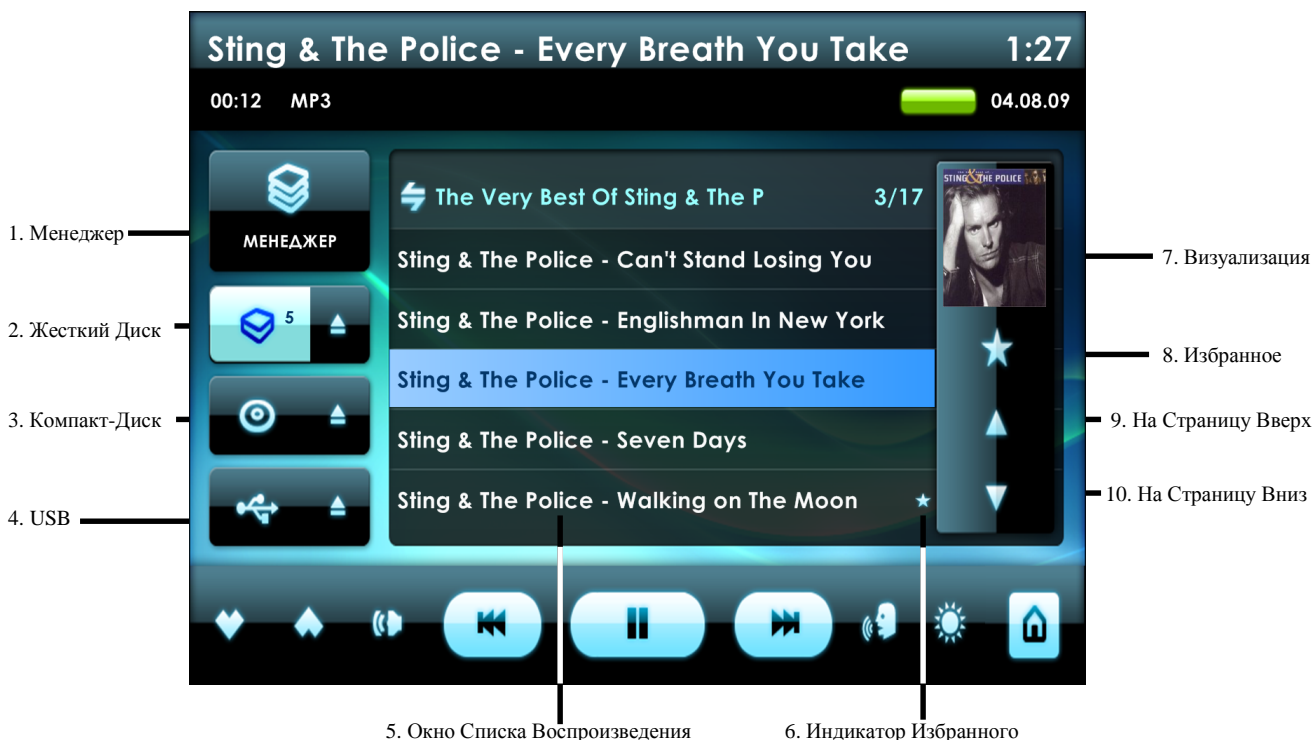 Sting & The Police - Every Breath You Take 1:27
00:12 MP3 04.08.09
МЕНЕДЖЕР
The Very Best Of Sting & The P 3/17
STING & THE POLICE
Sting & The Police - Can't Stand Losing You
5
Sting & The Police - Englishman In New York
Sting & The Police - Every Breath You Take
Sting & The Police - Seven Days
Sting & The Police - Walking on The Moon
1. Менеджер
2. Жесткий Диск
3. Компакт-Диск
4. USB
5. Окно Списка Воспроизведения
6. Индикатор Избранного
7. Визуализация
8. Избранное
9. На Страницу Вверх
10. На Страницу Вниз